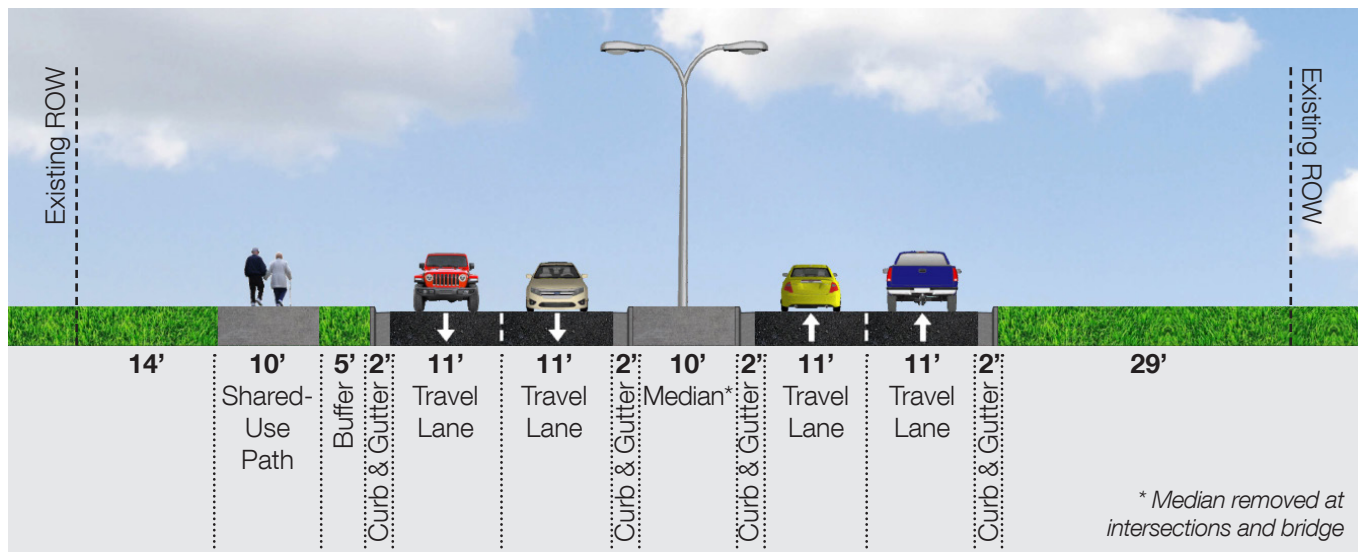 Existing ROW
Existing ROW
14’
10’
Shared-
Use
Path
5’
Buffer
2’
Curb & Gutter
11’
Travel
Lane
11’
Travel
Lane
2’
Curb & Gutter
10’
Median*
2’
Curb & Gutter
11’
Travel
Lane
11’
Travel
Lane
2’
Curb & Gutter
29’
* Median removed at
intersections and bridge